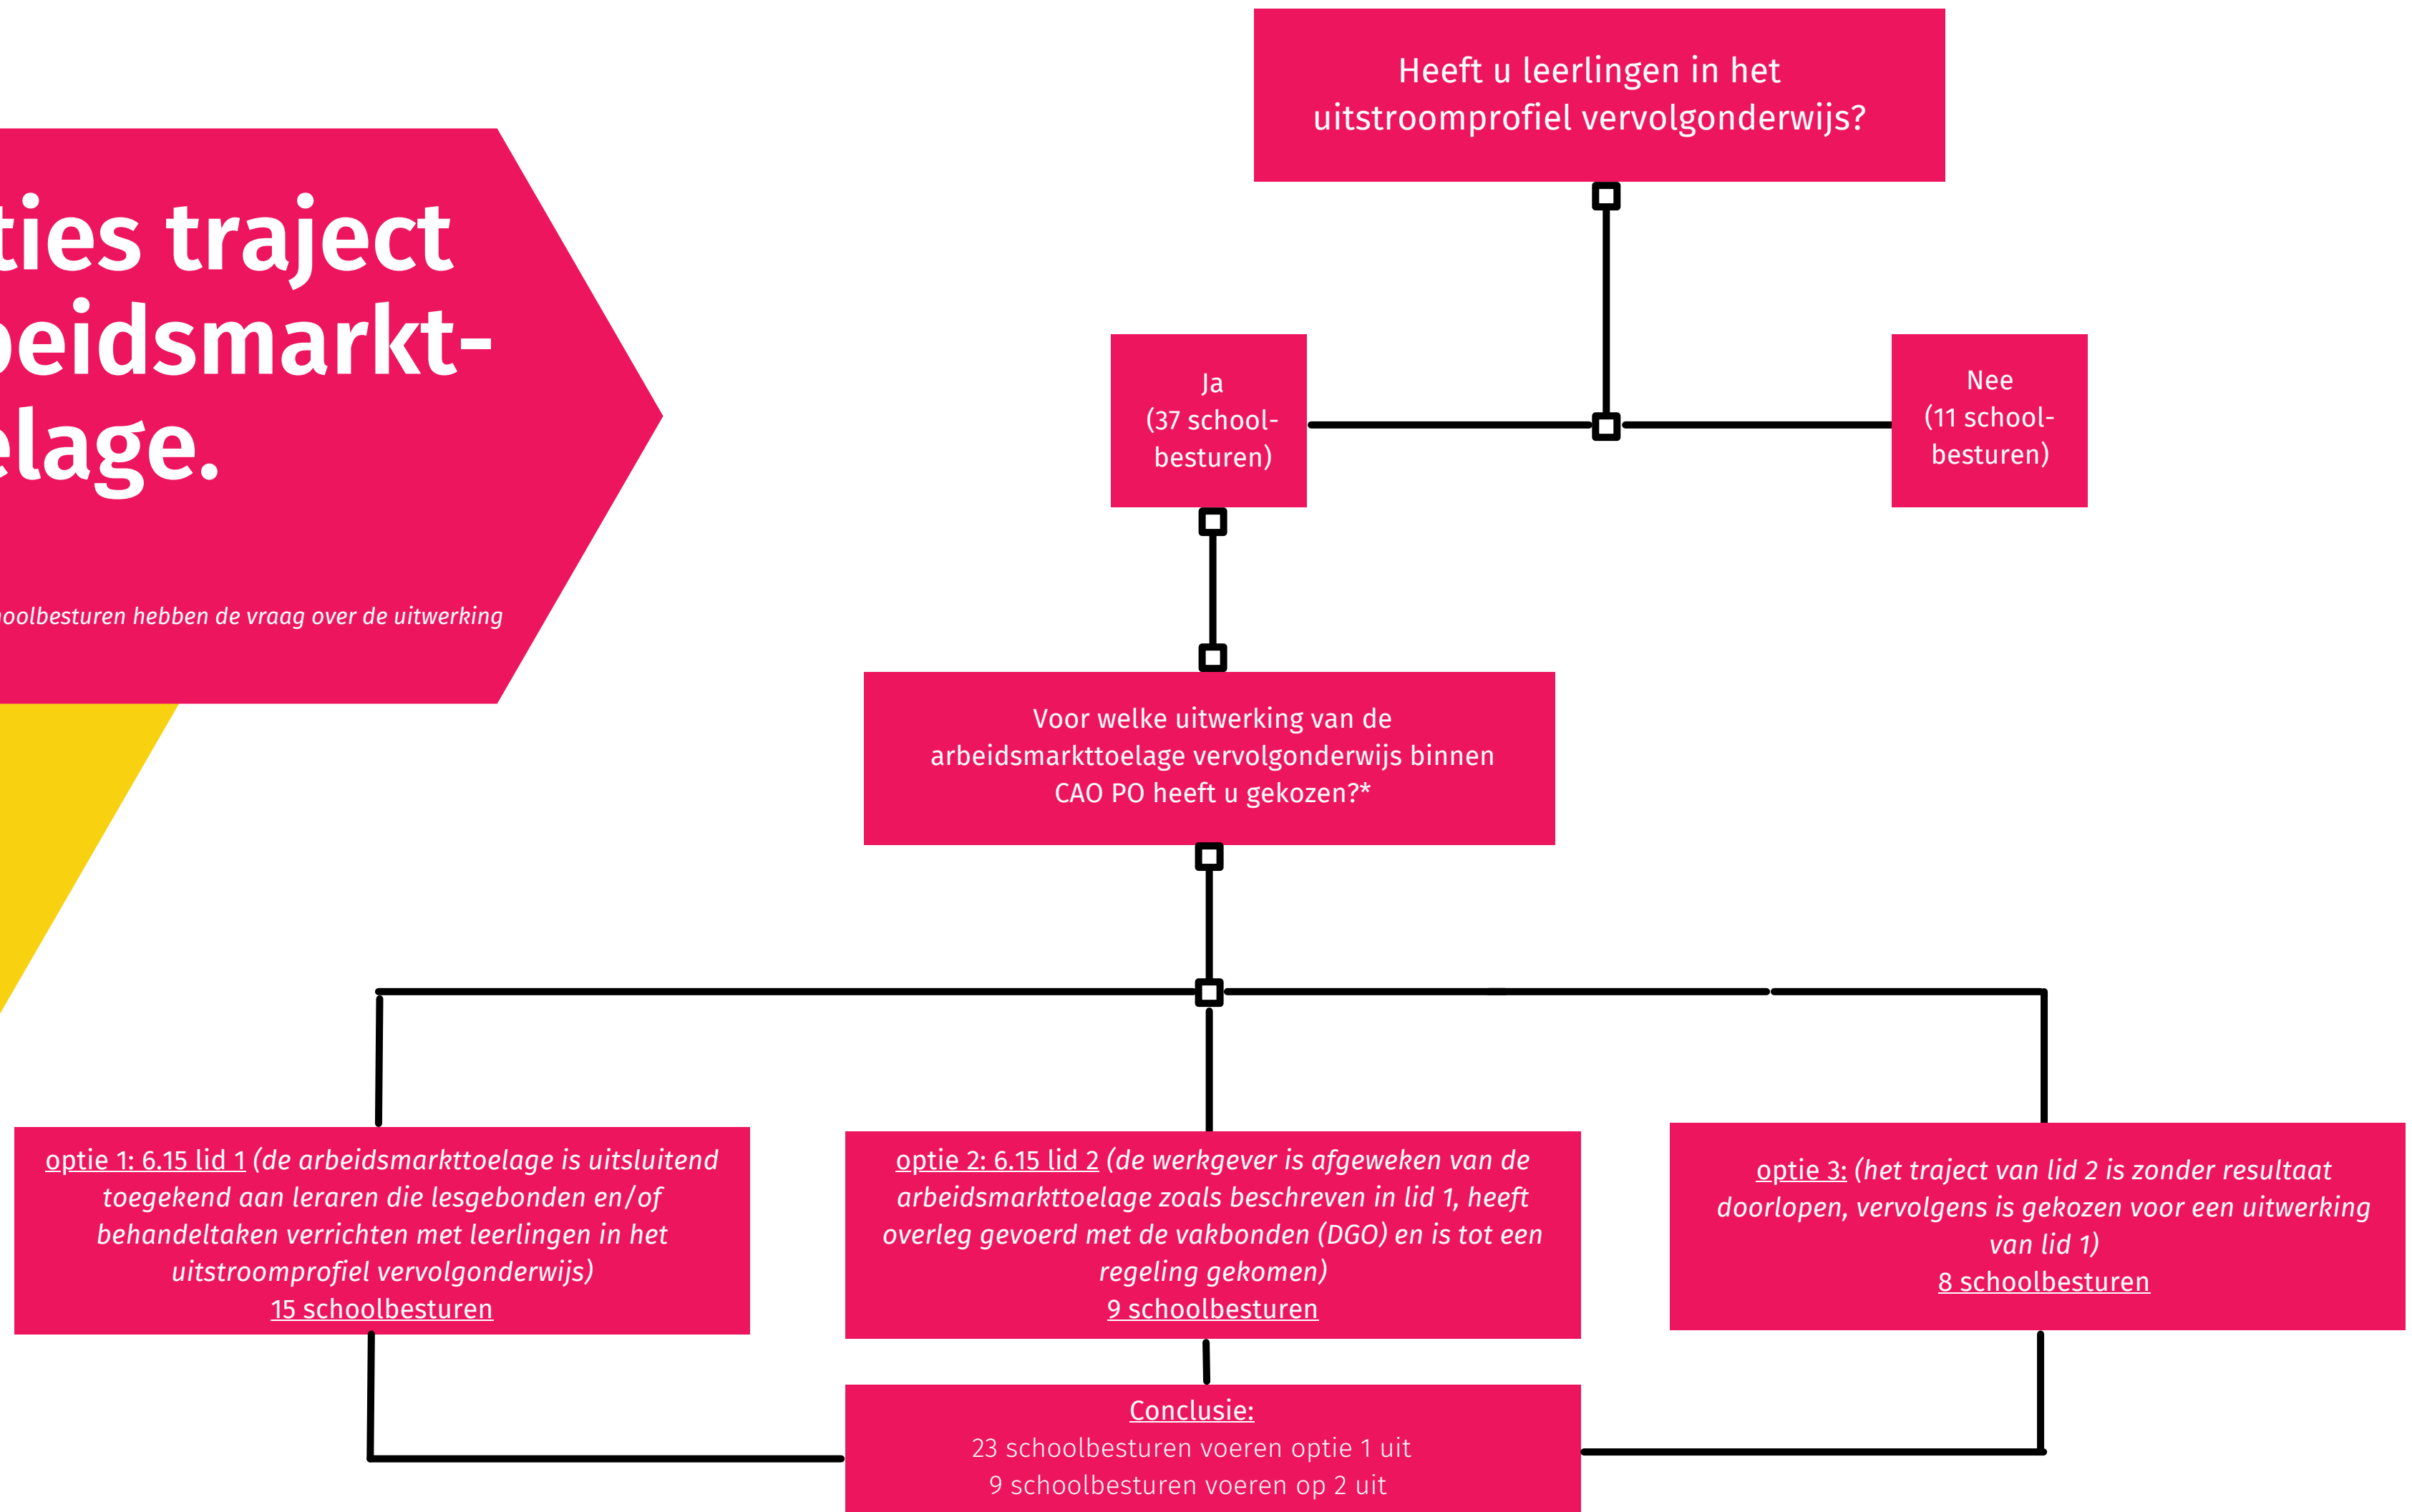 Heeft u leerlingen in het
uitstroomprofiel vervolgonderwijs?
ties traject
beidsmarkt-
elage.
hoolbesturen hebben de vraag over de uitwerking
Ja
(37 school-
besturen)
Nee
(11 school-
besturen)
Voor welke uitwerking van de
arbeidsmarkttoelage vervolgonderwijs binnen
CAO PO heeft u gekozen?*
optie 1: 6.15 lid 1 (de arbeidsmarkttoelage is uitsluitend
toegekend aan leraren die lesgebonden en/of
behandeltaken verrichten met leerlingen in het
uitstroomprofiel vervolgonderwijs)
15 schoolbesturen
optie 2: 6.15 lid 2 (de werkgever is afgeweken van de
arbeidsmarkttoelage zoals beschreven in lid 1, heeft
overleg gevoerd met de vakbonden (DGO) en is tot een
regeling gekomen)
9 schoolbesturen
optie 3: (het traject van lid 2 is zonder resultaat
doorlopen, vervolgens is gekozen voor een uitwerking
van lid 1)
8 schoolbesturen
Conclusie:
23 schoolbesturen voeren optie 1 uit
9 schoolbesturen voeren op 2 uit